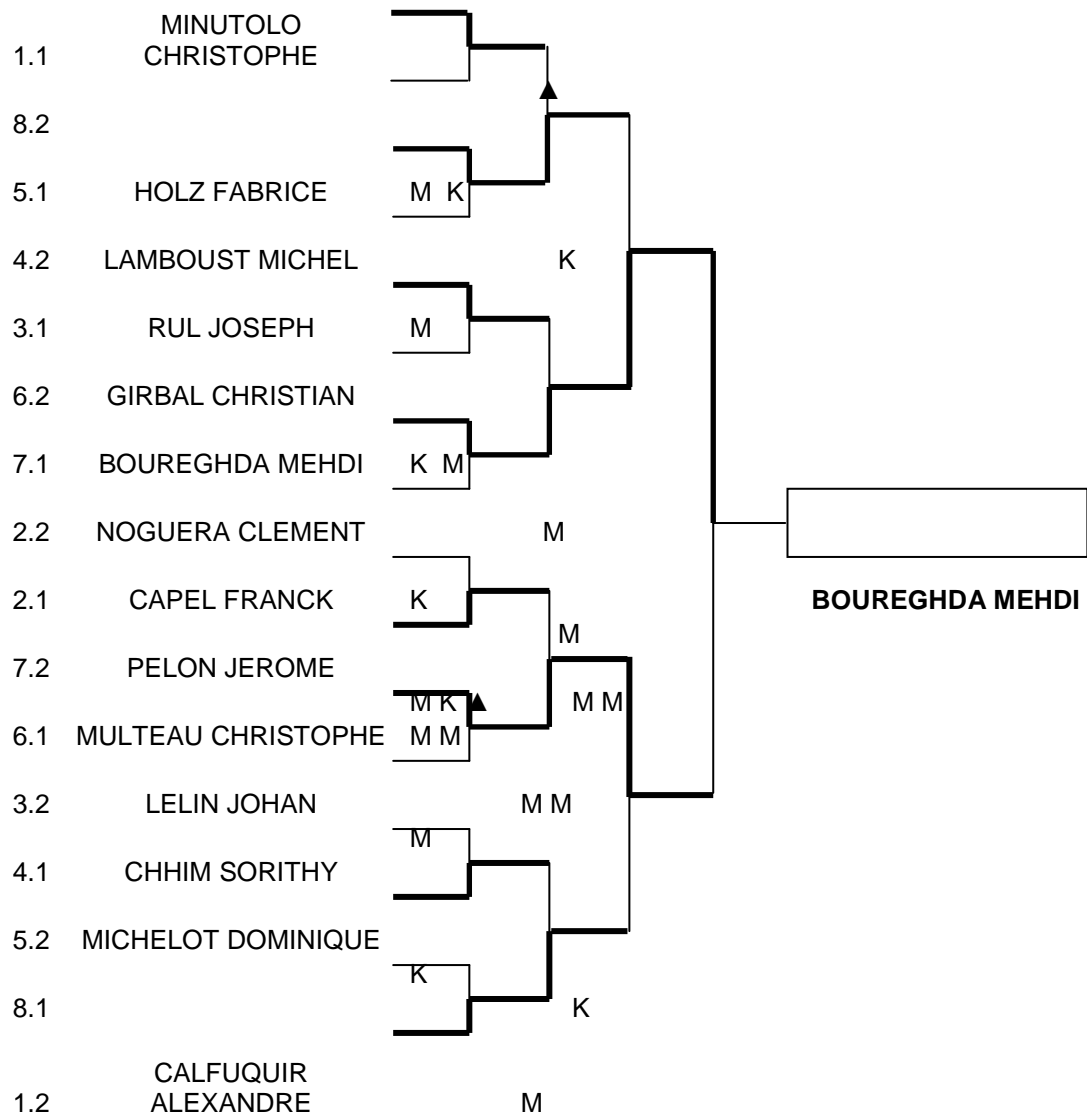 MINUTOLO
1.1 CHRISTOPHE
8.2
5.1 HOLZ FABRICE M K
4.2 LAMBOUST MICHEL K
3.1 RUL JOSEPH M
6.2 GIRBAL CHRISTIAN
7.1 BOUREGHDA MEHDI K M
2.2 NOGUERA CLEMENT M
2.1 CAPEL FRANCK K BOUREGHDA MEHDI
M
7.2 PELON JEROME
M K M M
6.1 MULTEAU CHRISTOPHE M M
3.2 LELIN JOHAN M M
M
4.1 CHHIM SORITHY
5.2 MICHELOT DOMINIQUE
K
8.1 K
CALFUQUIR
1.2 ALEXANDRE M